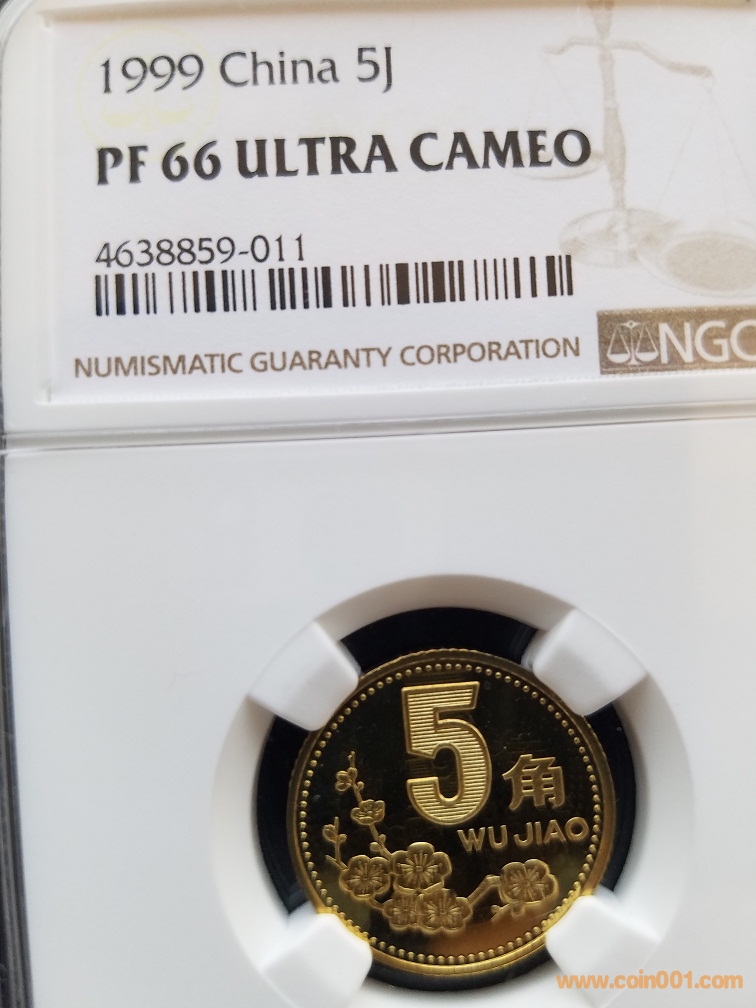 1999 China 5J
PF 66 ULTRA CAMEO
4638859-011
NUMISMATIC GUARANTY CORPORATION
NGC
5角
WU JIAO
www.coin001.com